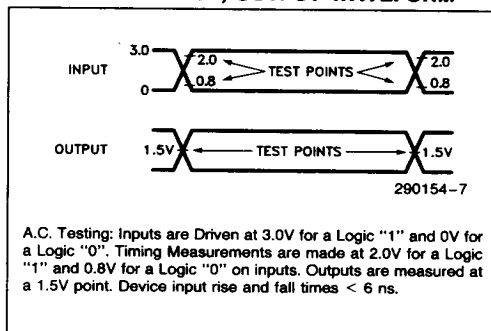 INPUT
3.0
0
2.0
0.8
TEST POINTS
2.0
0.8
OUTPUT
1.5V
TEST POINTS
1.5V
290154-7
A.C. Testing: Inputs are Driven at 3.0V for a Logic "1" and 0V for
a Logic "0". Timing Measurements are made at 2.0V for a Logic
"1" and 0.8V for a Logic "0" on inputs. Outputs are measured at
a 1.5V point. Device input rise and fall times < 6 ns.